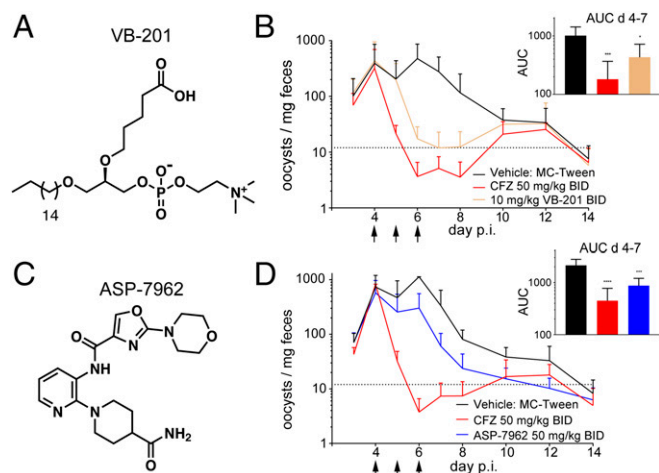 A
VB-201
O
OH
O
O
O
O
P
O
O-
O
N+
14
B
oocysts / mg feces
1000
100
12
10
1
4
6
8
10
12
14
day p.i.
Vehicle: MC-Tween
CFZ 50 mg/kg BID
10 mg/kg VB-201 BID
AUC d 4-7
AUC
1000
100
***
*
C
ASP-7962
O
N
N
O
O
NH
N
N
NH2
O
D
oocysts / mg feces
1000
100
12
10
1
4
6
8
10
12
14
day p.i.
Vehicle: MC-Tween
CFZ 50 mg/kg BID
ASP-7962 50 mg/kg BID
AUC d 4-7
AUC
1000
100
****
***